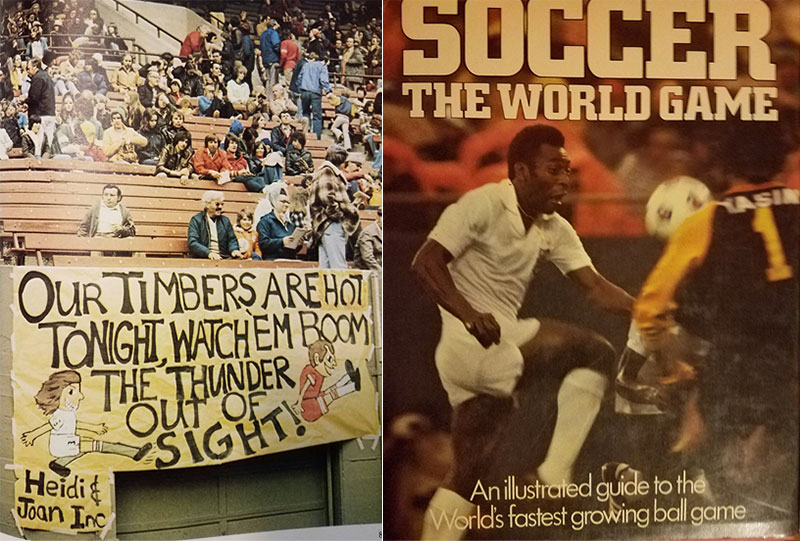 OUR TIMBERS ARE HOT
TONIGHT, WATCH 'EM BOOM
THE THUNDER
OUT OF
SIGHT!
Heidi &
Joan Inc
8
SOCCER
THE WORLD GAME
1
An illustrated guide to the
World's fastest growing ball game